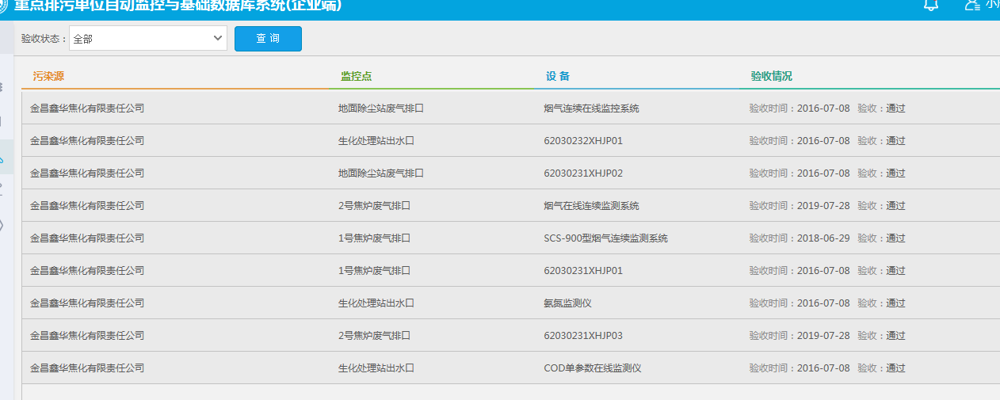 重点排污单位自动监控与基础数据库系统(企业端)
验收状态： 全部 查 询
污染源 监控点 设 备 验收情况
金昌鑫华焦化有限责任公司 地面除尘站废气排口 烟气连续在线监控系统 验收时间：2016-07-08 验收：通过
金昌鑫华焦化有限责任公司 生化处理站出水口 62030232XHJP01 验收时间：2016-07-08 验收：通过
金昌鑫华焦化有限责任公司 地面除尘站废气排口 62030231XHJP02 验收时间：2016-07-08 验收：通过
金昌鑫华焦化有限责任公司 2号焦炉废气排口 烟气在线连续监测系统 验收时间：2019-07-28 验收：通过
金昌鑫华焦化有限责任公司 1号焦炉废气排口 SCS-900型烟气连续监测系统 验收时间：2018-06-29 验收：通过
金昌鑫华焦化有限责任公司 1号焦炉废气排口 62030231XHJP01 验收时间：2016-07-08 验收：通过
金昌鑫华焦化有限责任公司 生化处理站出水口 氨氮监测仪 验收时间：2016-07-08 验收：通过
金昌鑫华焦化有限责任公司 2号焦炉废气排口 62030231XHJP03 验收时间：2019-07-28 验收：通过
金昌鑫华焦化有限责任公司 生化处理站出水口 COD单参数在线监测仪 验收时间：2016-07-08 验收：通过